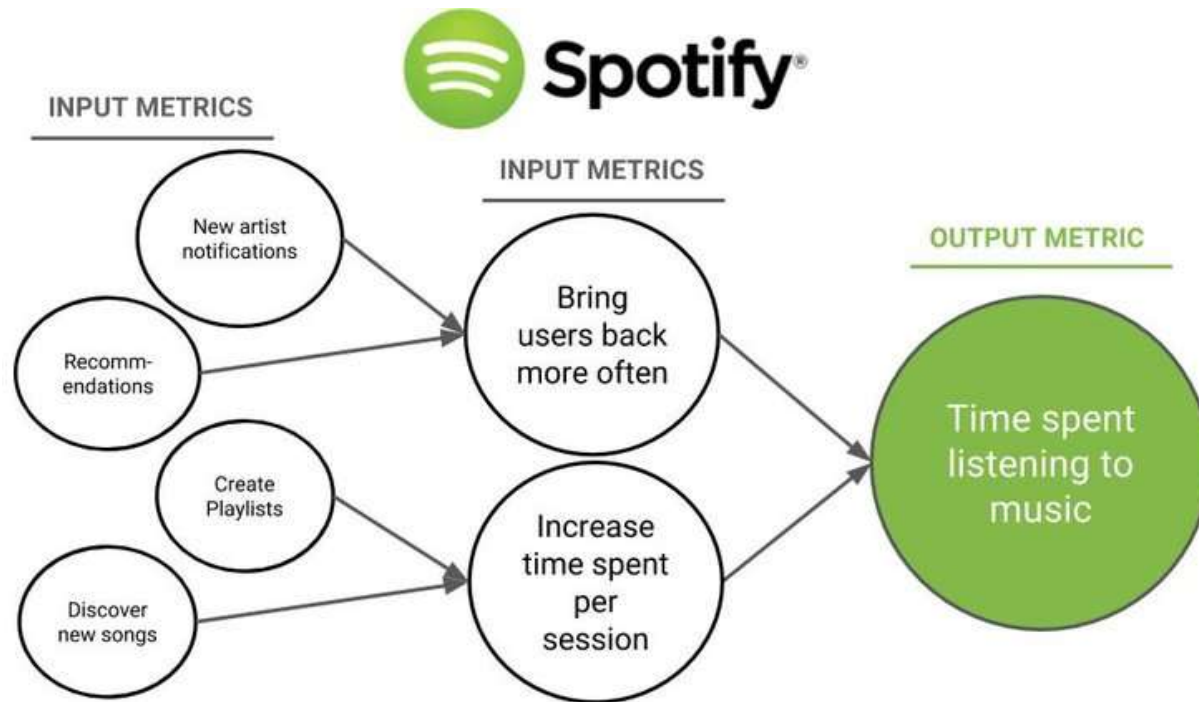 Spotify®
INPUT METRICS
INPUT METRICS
OUTPUT METRIC
New artist
notifications
Recomm-
endations
Create
Playlists
Discover
new songs
Bring
users back
more often
Increase
time spent
per
session
Time spent
listening to
music